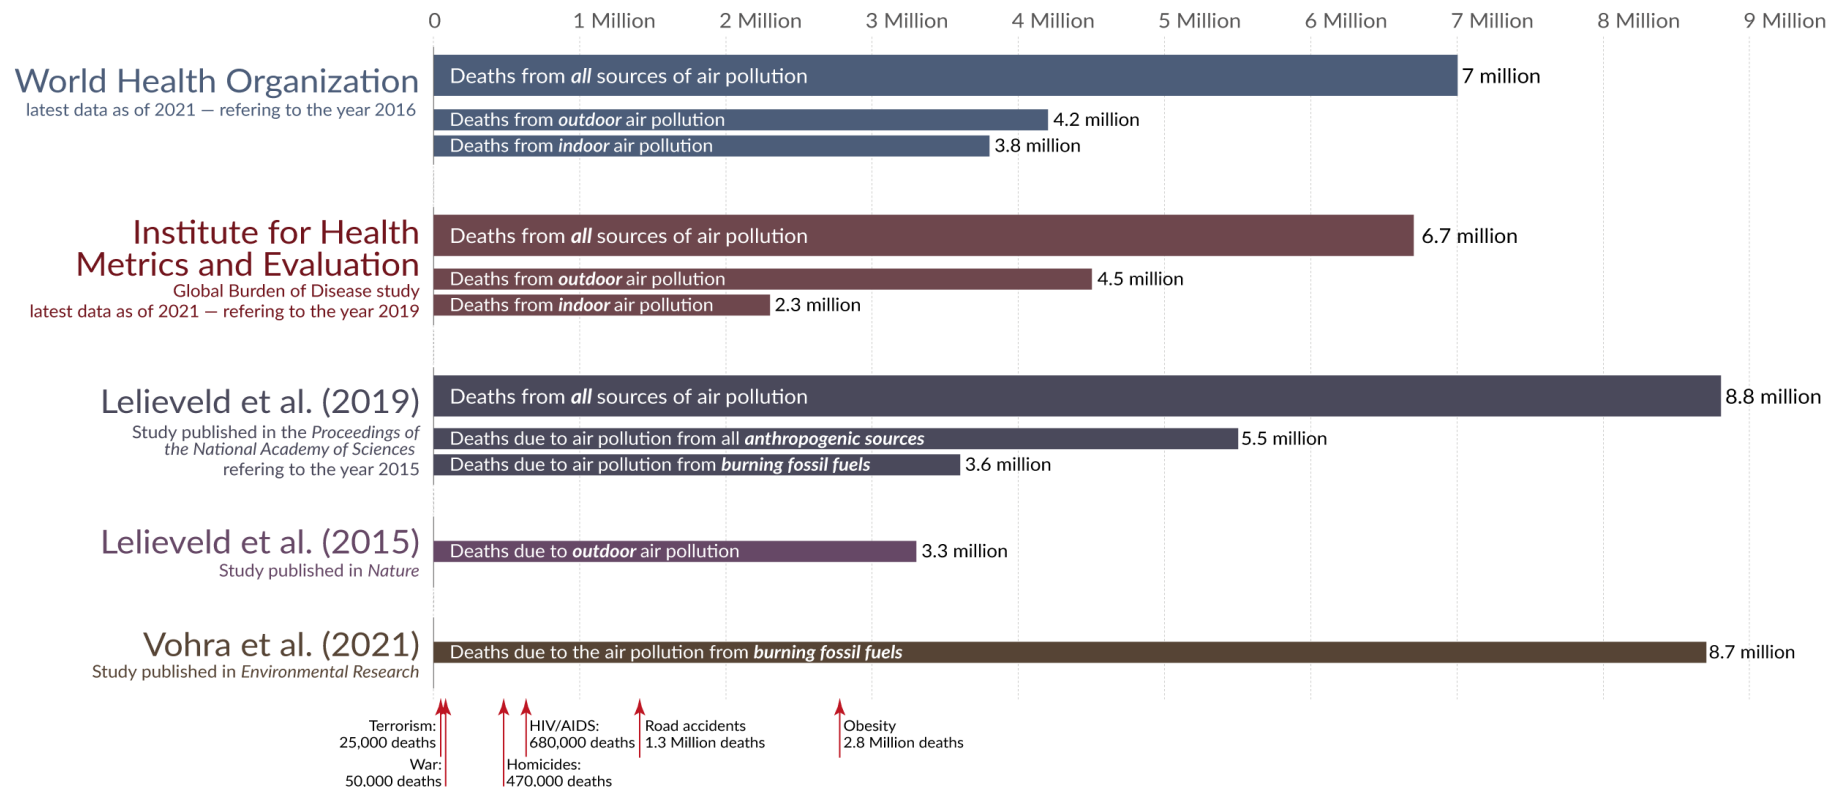 0 1 Million 2 Million 3 Million 4 Million 5 Million 6 Million 7 Million 8 Million 9 Million
World Health Organization
latest data as of 2021 — refering to the year 2016
Deaths from all sources of air pollution 7 million
Deaths from outdoor air pollution 4.2 million
Deaths from indoor air pollution 3.8 million
Institute for Health
Metrics and Evaluation
Global Burden of Disease study
latest data as of 2021 — refering to the year 2019
Deaths from all sources of air pollution 6.7 million
Deaths from outdoor air pollution 4.5 million
Deaths from indoor air pollution 2.3 million
Lelieveld et al. (2019)
Study published in the Proceedings of
the National Academy of Sciences
refering to the year 2015
Deaths from all sources of air pollution 8.8 million
Deaths due to air pollution from all anthropogenic sources 5.5 million
Deaths due to air pollution from burning fossil fuels 3.6 million
Lelieveld et al. (2015)
Study published in Nature
Deaths due to outdoor air pollution 3.3 million
Vohra et al. (2021)
Study published in Environmental Research
Deaths due to the air pollution from burning fossil fuels 8.7 million
Terrorism:
25,000 deaths
War:
50,000 deaths
HIV/AIDS:
680,000 deaths
Homicides:
470,000 deaths
Road accidents
1.3 Million deaths
Obesity
2.8 Million deaths